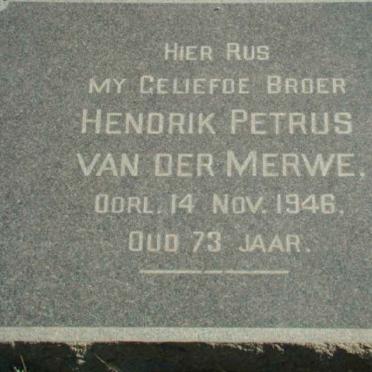 HIER RUS
MY GELIEFDE BROER
HENDRIK PETRUS
VAN DER MERWE.
OORL. 14 NOV. 1946.
OUD 73 JAAR.